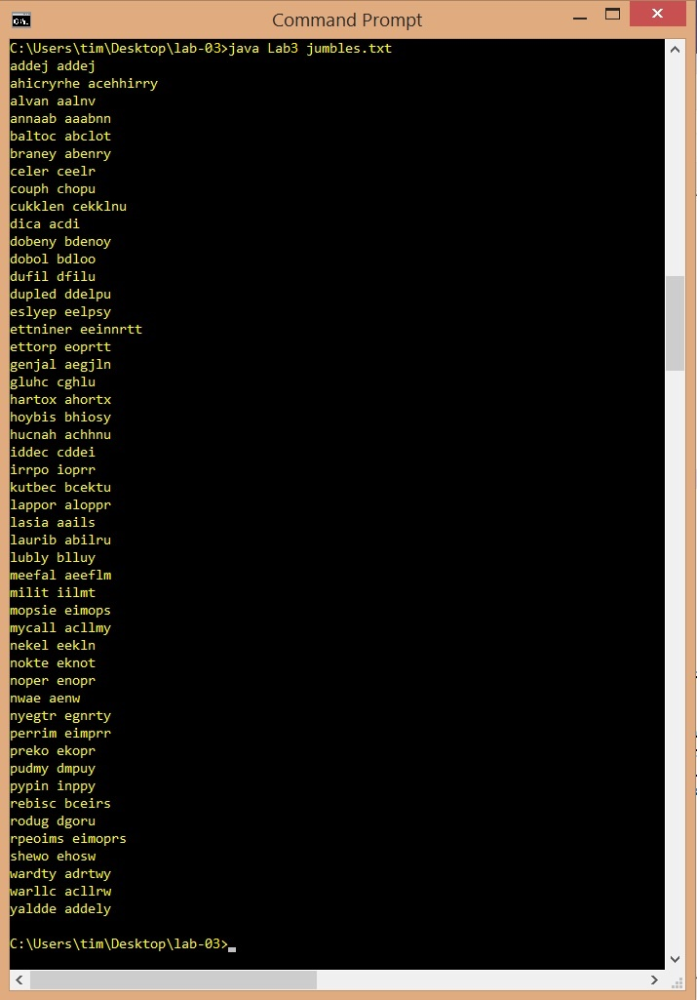 Command Prompt
C:\Users\tim\Desktop\lab-03>java Lab3 jumbles.txt
addej addej
ahicryrhe acehhirry
alvan aalnv
annaab aaabnn
baltoc abclot
braney abenry
celer ceelr
couph chopu
cukklen cekklnu
dica acdi
dobeny bdenoy
dobol bdloo
dufil dfilu
dupled ddelpu
eslyep eelpsy
ettniner eeinnrtt
ettorp eoprtt
genjal aegjln
gluhc cghlu
hartox ahortx
hoybis bhiosy
hucnah achhnu
iddec cddei
irrpo ioprr
kutbec bcektu
lappor aloppr
lasia aails
laurib abilru
lubly blluy
meefal aeeflm
milit iilmt
mopsie eimops
mycall acllmy
nekel eekln
nokte eknot
noper enopr
nwae aenw
nyegtr egnrty
perrim eimprr
preko ekopr
pudmy dmpuy
pypin inppy
rebisc bceirs
rodug dgoru
rpeoims eimoprs
shewo ehosw
wardty adrtwy
warllc acllrw
yaldde addely
C:\Users\tim\Desktop\lab-03>